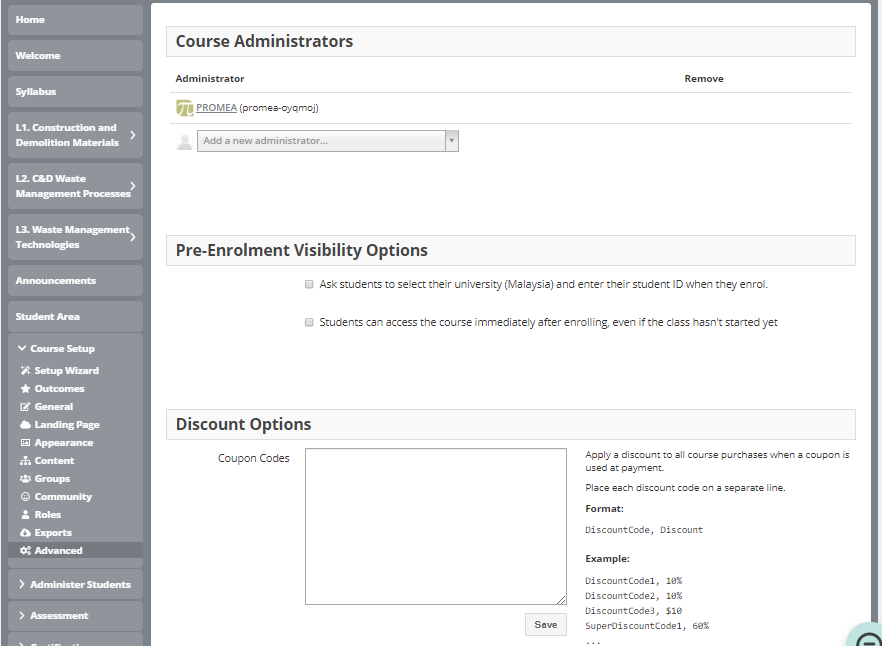 Home
Welcome
Syllabus
L1. Construction and
Demolition Materials
L2. C&D Waste
Management Processes
L3. Waste Management
Technologies
Announcements
Student Area
Course Setup
Setup Wizard
Outcomes
General
Landing Page
Appearance
Content
Groups
Community
Roles
Exports
Advanced
Administer Students
Assessment
Course Administrators
Administrator Remove
PROMEA (promea-oyqmoj)
Add a new administrator...
Pre-Enrolment Visibility Options
Ask students to select their university (Malaysia) and enter their student ID when they enrol.
Students can access the course immediately after enrolling, even if the class hasn't started yet
Discount Options
Coupon Codes
Apply a discount to all course purchases when a coupon is
used at payment.
Place each discount code on a separate line.
Format:
DiscountCode, Discount
Example:
DiscountCode1, 10%
DiscountCode2, 10%
DiscountCode3, $10
SuperDiscountCode1, 60%
...
Save